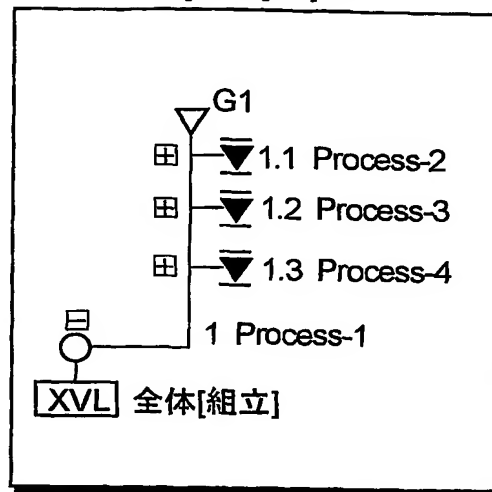 G1
1.1 Process-2
1.2 Process-3
1.3 Process-4
1 Process-1
XVL 全体[組立]